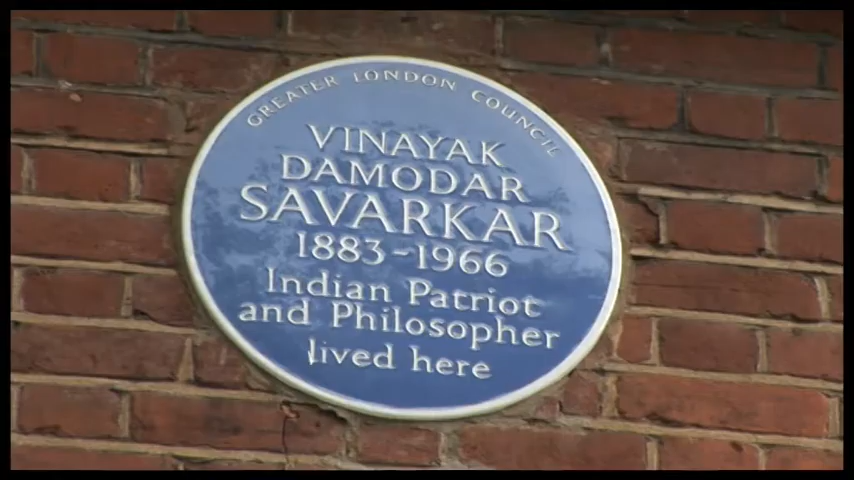 GREATER LONDON COUNCIL
VINAYAK
DAMODAR
SAVARKAR
1883-1966
Indian Patriot
and Philosopher
lived here